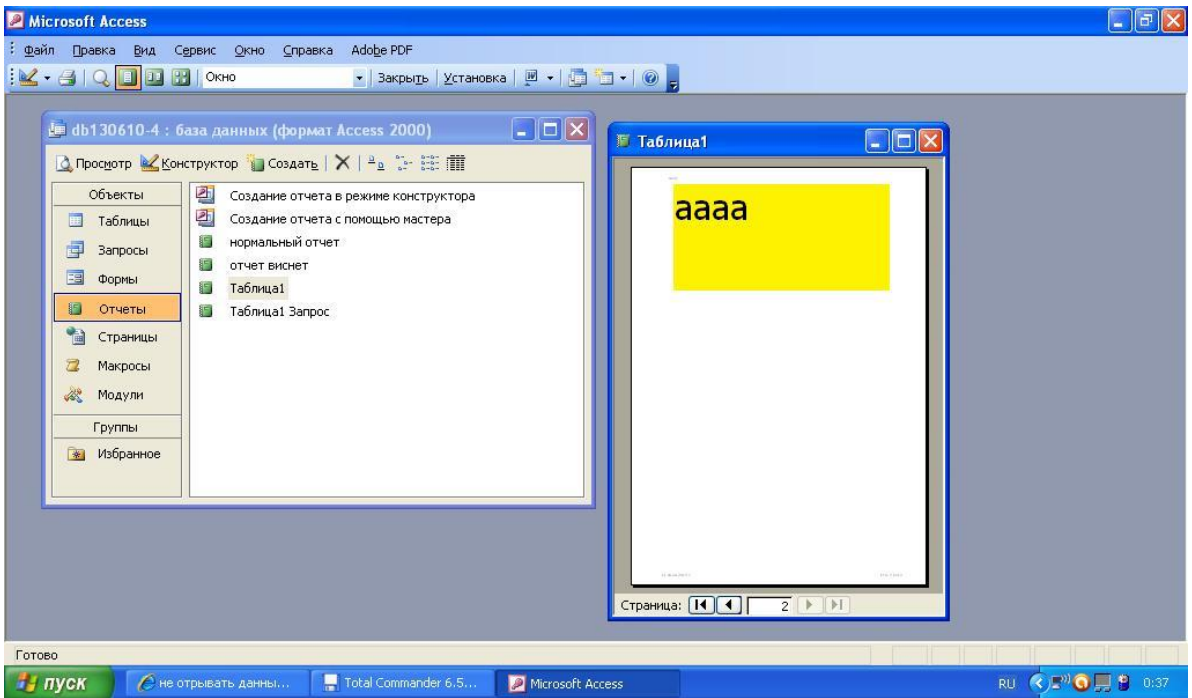 Microsoft Access
Файл Правка Вид Сервис Окно Справка Adobe PDF
Окно Закрыть Установка
db130610-4 : база данных (формат Access 2000)
Просмотр Конструктор Создать
Объекты
Таблицы
Запросы
Формы
Отчеты
Страницы
Макросы
Модули
Группы
Избранное
Создание отчета в режиме конструктора
Создание отчета с помощью мастера
нормальный отчет
отчет виснет
Таблица1
Таблица1 Запрос
Таблица1
аааа
Страница: 2
Готово
пуск не отрывать данны... Total Commander 6.5... Microsoft Access RU 0:37